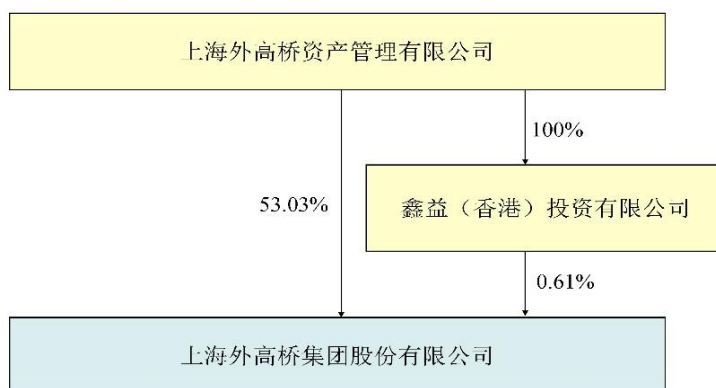 上海外高桥资产管理有限公司
100%
53.03%
鑫益（香港）投资有限公司
0.61%
上海外高桥集团股份有限公司